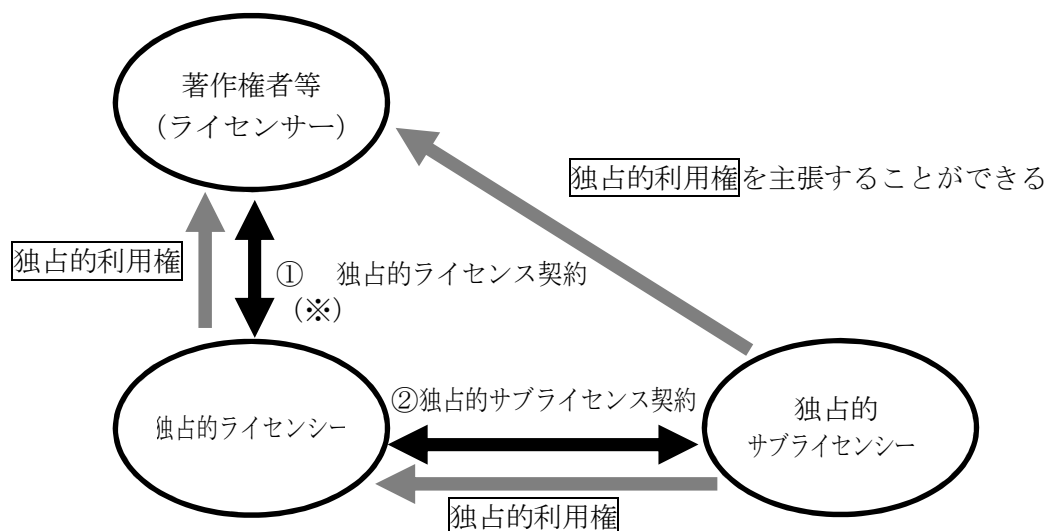 著作権者等
（ライセンサー）
独占的利用権を主張することができる
独占的利用権
①　独占的ライセンス契約
（※）
独占的ライセンシー
②独占的サブライセンス契約
独占的
サブライセンシー
独占的利用権